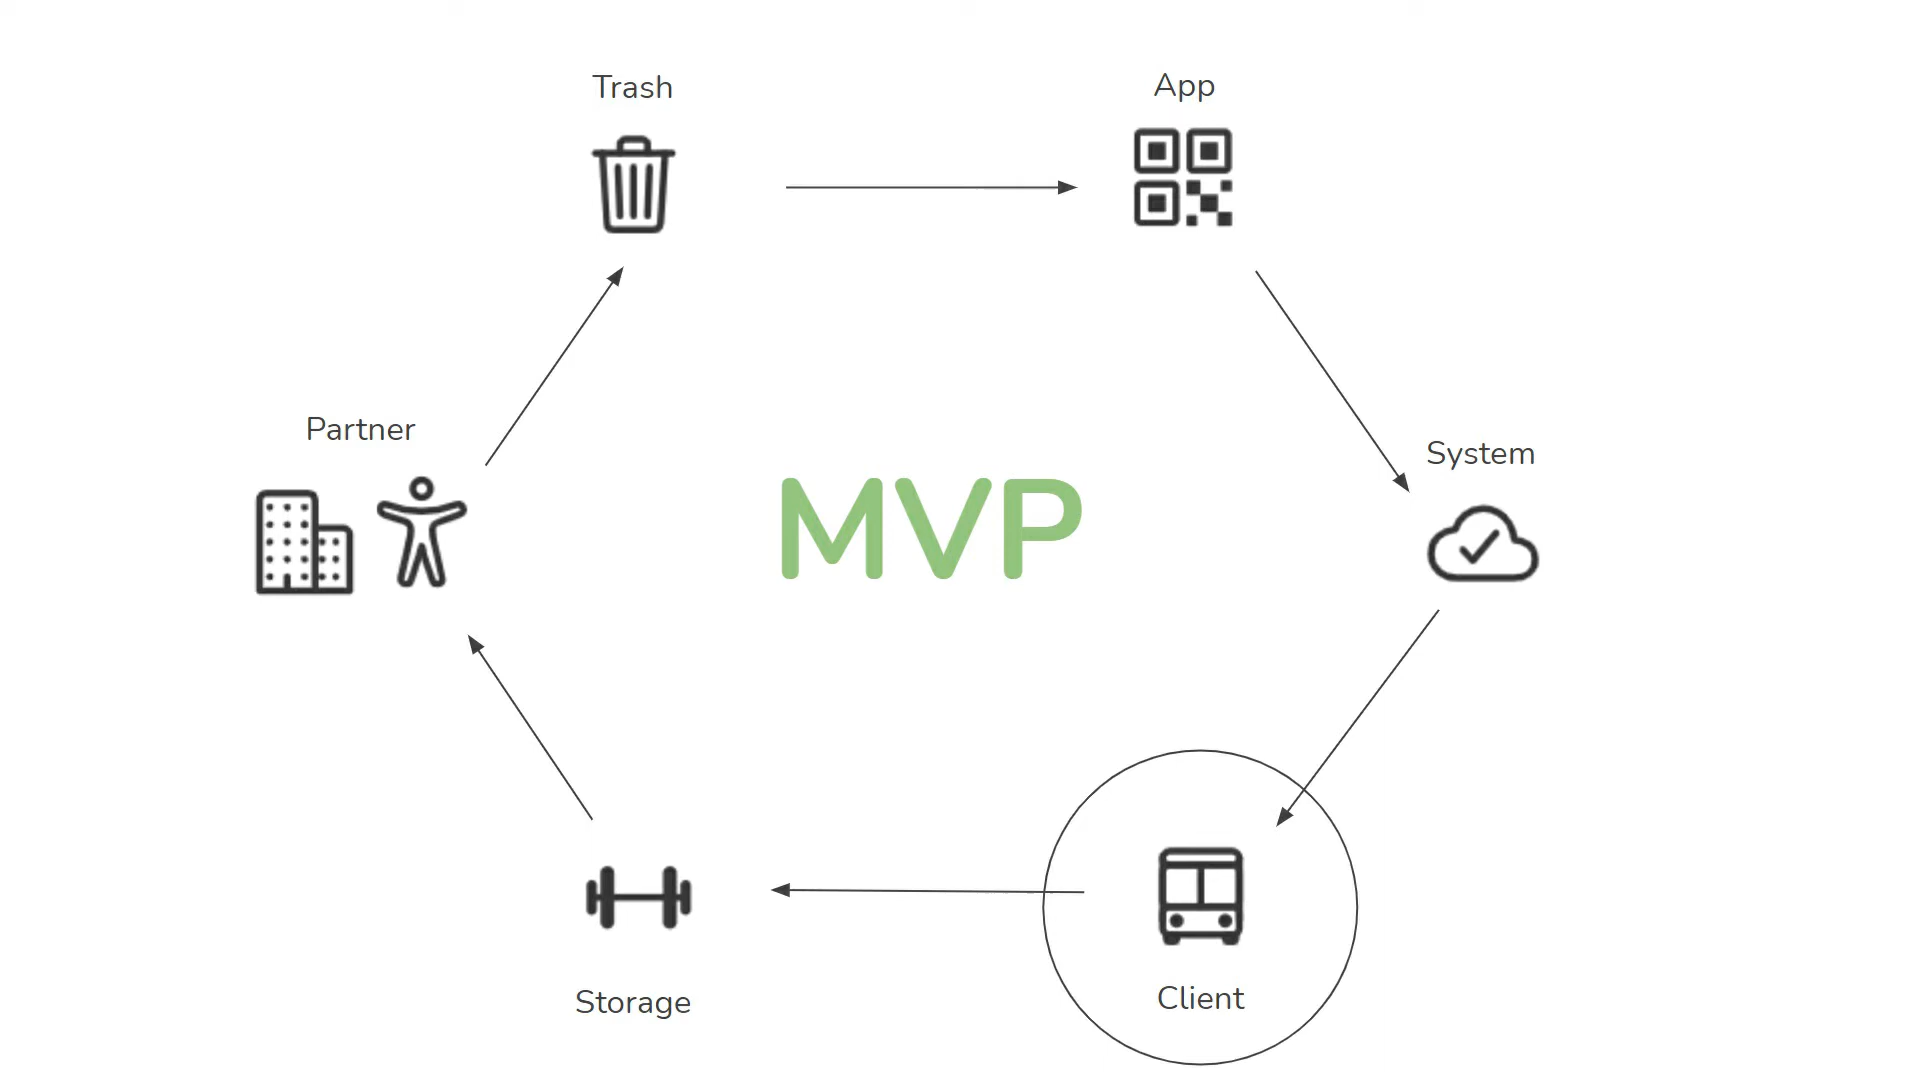 Trash
App
Partner
System
MVP
Storage
Client